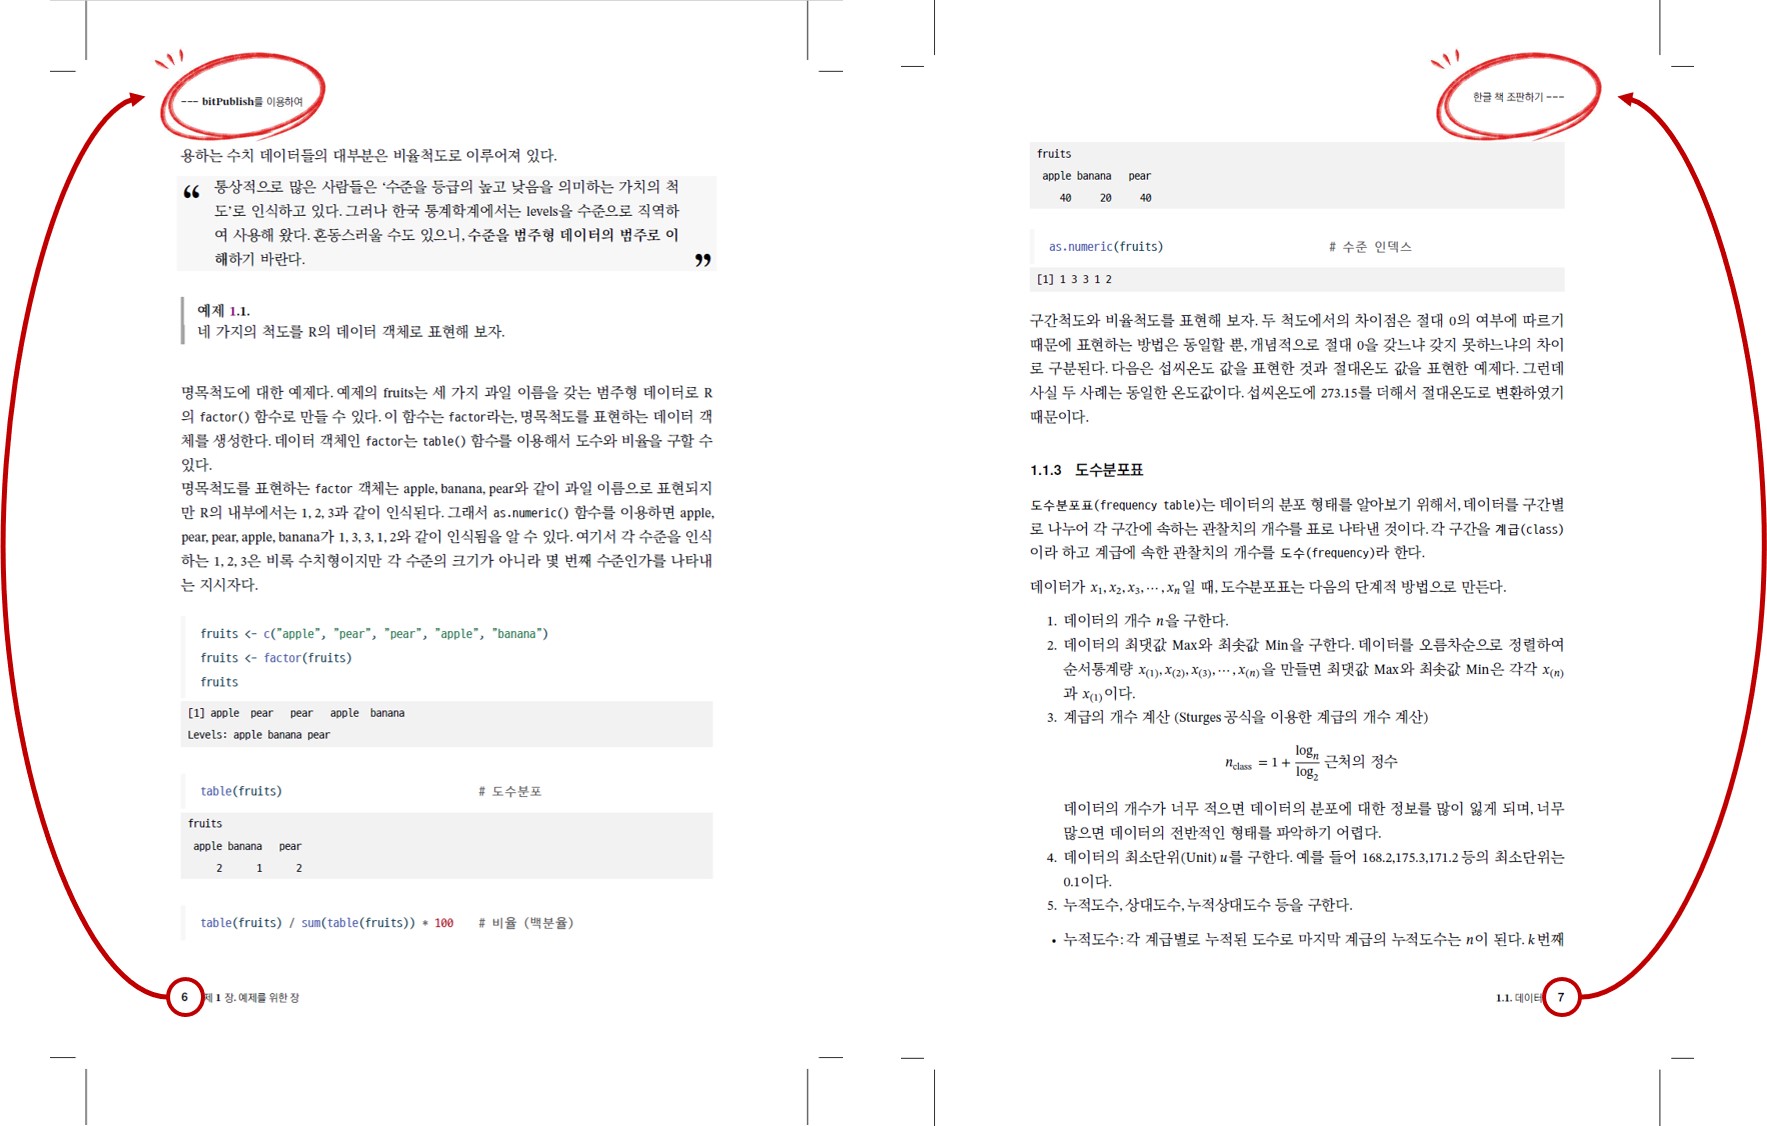 --- bitPublish를 이용하여
용하는 수치 데이터들의 대부분은 비율척도로 이루어져 있다.
“ 통상적으로 많은 사람들은 ‘수준을 등급의 높고 낮음을 의미하는 가치의 척
도’로 인식하고 있다. 그러나 한국 통계학계에서는 levels을 수준으로 직역하
여 사용해 왔다. 혼동스러울 수도 있으니, 수준을 범주형 데이터의 범주로 이
해하기 바란다. ”
예제 1.1.
네 가지의 척도를 R의 데이터 객체로 표현해 보자.
명목척도에 대한 예제다. 예제의 fruits는 세 가지 과일 이름을 갖는 범주형 데이터로 R
의 factor() 함수로 만들 수 있다. 이 함수는 factor라는, 명목척도를 표현하는 데이터 객
체를 생성한다. 데이터 객체인 factor는 table() 함수를 이용해서 도수와 비율을 구할 수
있다.
명목척도를 표현하는 factor 객체는 apple, banana, pear와 같이 과일 이름으로 표현되지
만 R의 내부에서는 1, 2, 3과 같이 인식된다. 그래서 as.numeric() 함수를 이용하면 apple,
pear, pear, apple, banana가 1, 3, 3, 1, 2와 같이 인식됨을 알 수 있다. 여기서 각 수준을 인식
하는 1, 2, 3은 비록 수치형이지만 각 수준의 크기가 아니라 몇 번째 수준인가를 나타내
는 지시자다.
fruits <- c("apple", "pear", "pear", "apple", "banana")
fruits <- factor(fruits)
fruits
[1] apple pear pear apple banana
Levels: apple banana pear
table(fruits) # 도수분포
fruits
apple banana pear
2 1 2
table(fruits) / sum(table(fruits)) * 100 # 비율 (백분율)
6 제 1 장. 예제를 위한 장
한글 책 조판하기 ---
fruits
apple banana pear
40 20 40
as.numeric(fruits) # 수준 인덱스
[1] 1 3 3 1 2
구간척도와 비율척도를 표현해 보자. 두 척도에서의 차이점은 절대 0의 여부에 따르기
때문에 표현하는 방법은 동일할 뿐, 개념적으로 절대 0을 갖느냐 갖지 못하느냐의 차이
로 구분된다. 다음은 섭씨온도 값을 표현한 것과 절대온도 값을 표현한 예제다. 그런데
사실 두 사례는 동일한 온도값이다. 섭씨온도에 273.15를 더해서 절대온도로 변환하였기
때문이다.
1.1.3 도수분포표
도수분포표(frequency table)는 데이터의 분포 형태를 알아보기 위해서, 데이터를 구간별
로 나누어 각 구간에 속하는 관찰치의 개수를 표로 나타낸 것이다. 각 구간을 계급(class)
이라 하고 계급에 속한 관찰치의 개수를 도수(frequency)라 한다.
데이터가 x₁, x₂, x₃, ⋯, xₙ일 때, 도수분포표는 다음의 단계적 방법으로 만든다.
1. 데이터의 개수 n을 구한다.
2. 데이터의 최댓값 Max와 최솟값 Min을 구한다. 데이터를 오름차순으로 정렬하여
순서통계량 x₍₁₎, x₍₂₎, x₍₃₎, ⋯, x₍ₙ₎을 만들면 최댓값 Max와 최솟값 Min은 각각 x₍ₙ₎
과 x₍₁₎이다.
3. 계급의 개수 계산 (Sturges 공식을 이용한 계급의 개수 계산)
n_class = 1 + log_n / log_2 근처의 정수
데이터의 개수가 너무 적으면 데이터의 분포에 대한 정보를 많이 잃게 되며, 너무
많으면 데이터의 전반적인 형태를 파악하기 어렵다.
4. 데이터의 최소단위(Unit) u를 구한다. 예를 들어 168.2,175.3,171.2 등의 최소단위는
0.1이다.
5. 누적도수, 상대도수, 누적상대도수 등을 구한다.
• 누적도수: 각 계급별로 누적된 도수로 마지막 계급의 누적도수는 n이 된다. k번째
1.1. 데이터 7